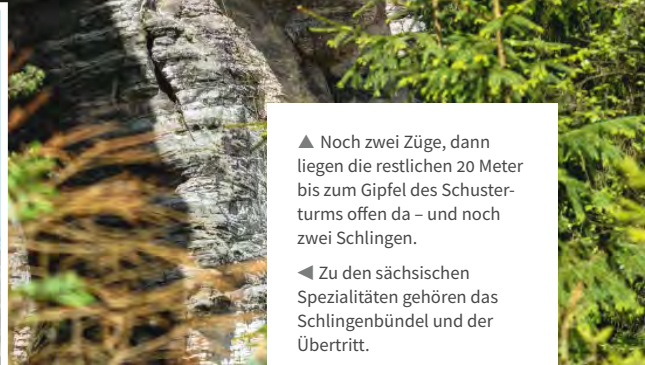 ▲ Noch zwei Züge, dann
liegen die restlichen 20 Meter
bis zum Gipfel des Schuster-
turms offen da – und noch
zwei Schlingen.
◀ Zu den sächsischen
Spezialitäten gehören das
Schlingenbündel und der
Übertritt.